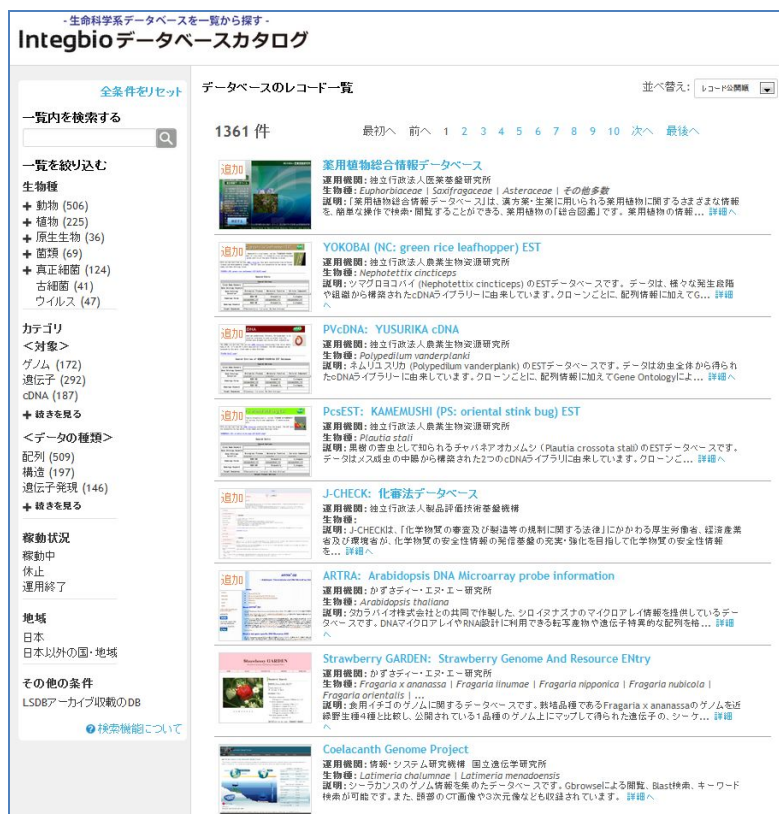 - 生命科学系データベースを一覧から探す -
Integbioデータベースカタログ
全条件をリセット
一覧内を検索する
一覧を絞り込む
生物種
+ 動物 (506)
+ 植物 (225)
+ 原生生物 (36)
+ 菌類 (69)
+ 真正細菌 (124)
古細菌 (41)
ウイルス (47)
カテゴリ
<対象>
ゲノム (172)
遺伝子 (292)
cDNA (187)
+ 続きを見る
<データの種類>
配列 (509)
構造 (197)
遺伝子発現 (146)
+ 続きを見る
稼動状況
稼動中
休止
運用終了
地域
日本
日本以外の国・地域
その他の条件
LSDBアーカイブ収載のDB
?検索機能について
データベースのレコード一覧
並べ替え: レコード公開順
1361 件 最初へ 前へ 1 2 3 4 5 6 7 8 9 10 次へ 最後へ
追加
薬用植物総合情報データベース
運用機関: 独立行政法人医薬基盤研究所
生物種: Euphorbiaceae | Saxifragaceae | Asteraceae | その他多数
説明: 「薬用植物総合情報データベース」は、漢方薬・生薬に用いられる薬用植物に関するさまざまな情報
を、簡単な操作で検索・閲覧することができる、薬用植物の「総合図鑑」です。 薬用植物の情報... 詳細へ
追加
YOKOBAI (NC: green rice leafhopper) EST
運用機関: 独立行政法人農業生物資源研究所
生物種: Nephotettix cincticeps
説明: ツマグロヨコバイ (Nephotettix cincticeps) のESTデータベースです。 データは、様々な発生段階
や組織から構築されたcDNAライブラリーに由来しています。クローンごとに、配列情報に加えてG... 詳細
へ
追加
PVcDNA: YUSURIKA cDNA
運用機関: 独立行政法人農業生物資源研究所
生物種: Polypedilum vanderplanki
説明: ネムリユスリカ (Polypedilum vanderplank) のESTデータベースです。データは幼虫全体から得られ
たcDNAライブラリに由来しています。クローンごとに、配列情報に加えてGene Ontologyによ... 詳細へ
追加
PcsEST: KAMEMUSHI (PS: oriental stink bug) EST
運用機関: 独立行政法人農業生物資源研究所
生物種: Plautia stali
説明: 果樹の害虫として知られるチャバネアオカメムシ (Plautia crossota stali) のESTデータベースです。
データはメス成虫の中腸から構築された2つのcDNAライブラリに由来しています。クローンご... 詳細へ
追加
J-CHECK: 化審法データベース
運用機関: 独立行政法人製品評価技術基盤機構
生物種:
説明: J-CHECKは、「化学物質の審査及び製造等の規制に関する法律」にかかわる厚生労働省、経済産業
省及び環境省が、化学物質の安全性情報の発信基盤の充実・強化を目指して化学物質の安全性情報
を... 詳細へ
追加
ARTRA: Arabidopsis DNA Microarray probe information
運用機関: かずさディー・エヌ・エー研究所
生物種: Arabidopsis thaliana
説明: タカラバイオ株式会社との共同で作製した、シロイヌナズナのマイクロアレイ情報を提供しているデー
タベースです。DNAマイクロアレイやRNAi設計に利用できる転写産物や遺伝子特異的な配列を格... 詳細
へ
Strawberry GARDEN
Strawberry GARDEN: Strawberry Genome And Resource ENtry
運用機関: かずさディー・エヌ・エー研究所
生物種: Fragaria x ananassa | Fragaria iinumae | Fragaria nipponica | Fragaria nubicola |
Fragaria orientalis | ...
説明: 食用イチゴのゲノムに関するデータベースです。栽培品種であるFragaria x ananassaのゲノムを近
縁野生種4種と比較し、公開されている1品種のゲノム上にマップして得られた遺伝子の、シーケ... 詳細
へ
Coelacanth Genome Project
運用機関: 情報・システム研究機構 国立遺伝学研究所
生物種: Latimeria chalumnae | Latimeria menadoensis
説明: シーラカンスのゲノム情報を集めたデータベースです。Gbrowseによる閲覧、Blast検索、キーワード
検索が可能です。また、頭部のCT画像や3次元像なども収録されています。 詳細へ